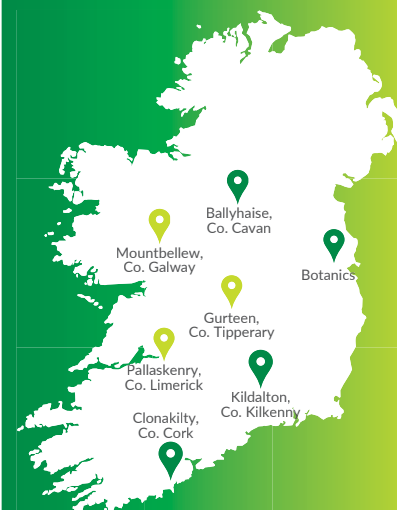 Ballyhaise,
Co. Cavan
Mountbellew,
Co. Galway
Botanics
Gurteen,
Co. Tipperary
Pallaskenry,
Co. Limerick
Kildalton,
Co. Kilkenny
Clonakilty,
Co. Cork